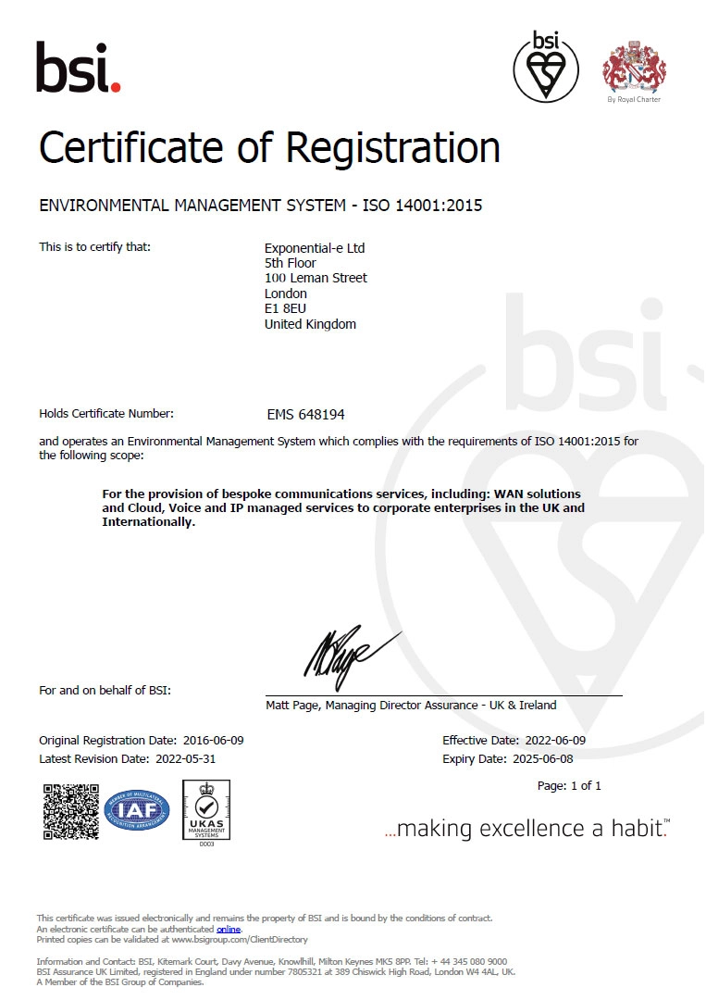 bsi.
bsi
By Royal Charter
Certificate of Registration
ENVIRONMENTAL MANAGEMENT SYSTEM - ISO 14001:2015
This is to certify that:
Exponential-e Ltd
5th Floor
100 Leman Street
London
E1 8EU
United Kingdom
bsi
Holds Certificate Number:
EMS 648194
and operates an Environmental Management System which complies with the requirements of ISO 14001:2015 for
the following scope:
For the provision of bespoke communications services, including: WAN solutions
and Cloud, Voice and IP managed services to corporate enterprises in the UK and
Internationally.
For and on behalf of BSI:
Matt Page, Managing Director Assurance - UK & Ireland
Original Registration Date: 2016-06-09
Effective Date: 2022-06-09
Latest Revision Date: 2022-05-31
Expiry Date: 2025-06-08
Page: 1 of 1
MEMBER OF MULTILATERAL
IAF
RECOGNITION ARRANGEMENT
UKAS
MANAGEMENT
SYSTEMS
0003
...making excellence a habit.™
This certificate was issued electronically and remains the property of BSI and is bound by the conditions of contract.
An electronic certificate can be authenticated online.
Printed copies can be validated at www.bsigroup.com/ClientDirectory
Information and Contact: BSI, Kitemark Court, Davy Avenue, Knowlhill, Milton Keynes MK5 8PP. Tel: + 44 345 080 9000
BSI Assurance UK Limited, registered in England under number 7805321 at 389 Chiswick High Road, London W4 4AL, UK.
A Member of the BSI Group of Companies.